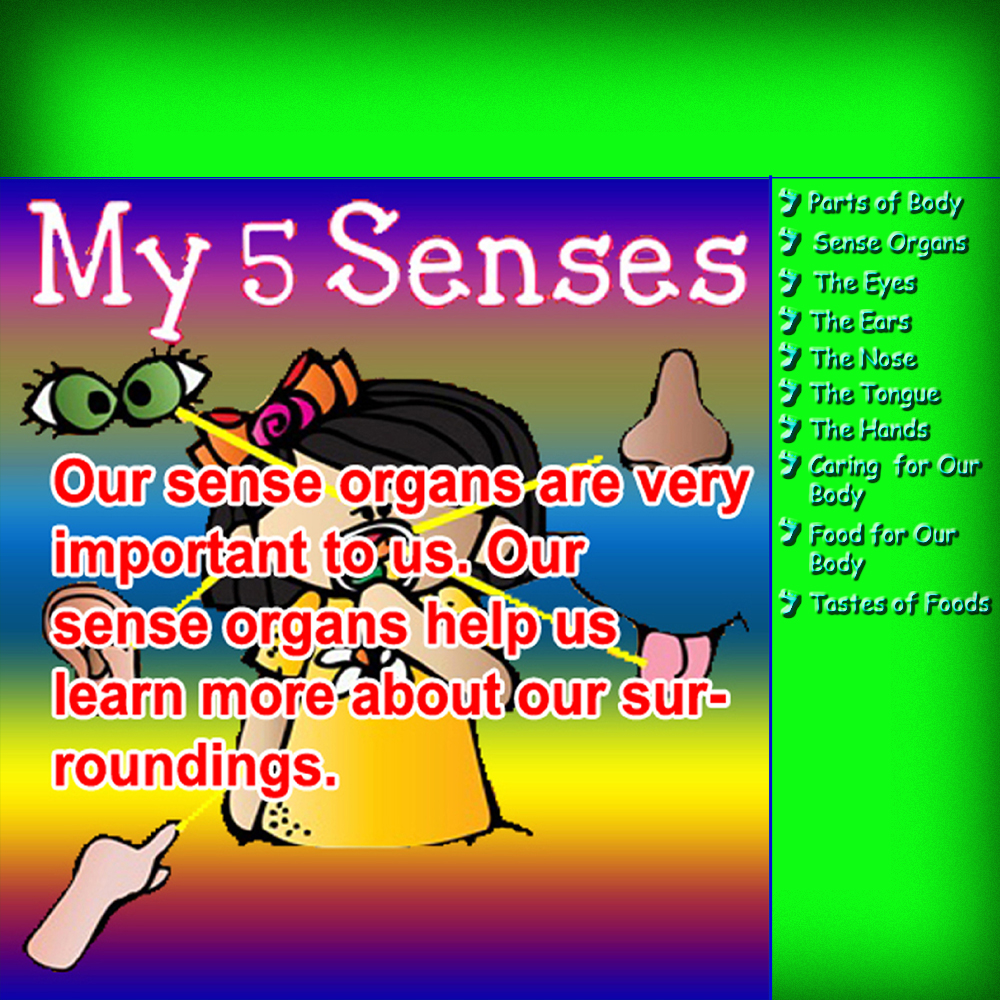 My 5 Senses
Our sense organs are very
important to us. Our
sense organs help us
learn more about our sur-
roundings.
Parts of Body
Sense Organs
The Eyes
The Ears
The Nose
The Tongue
The Hands
Caring for Our
Body
Food for Our
Body
Tastes of Foods